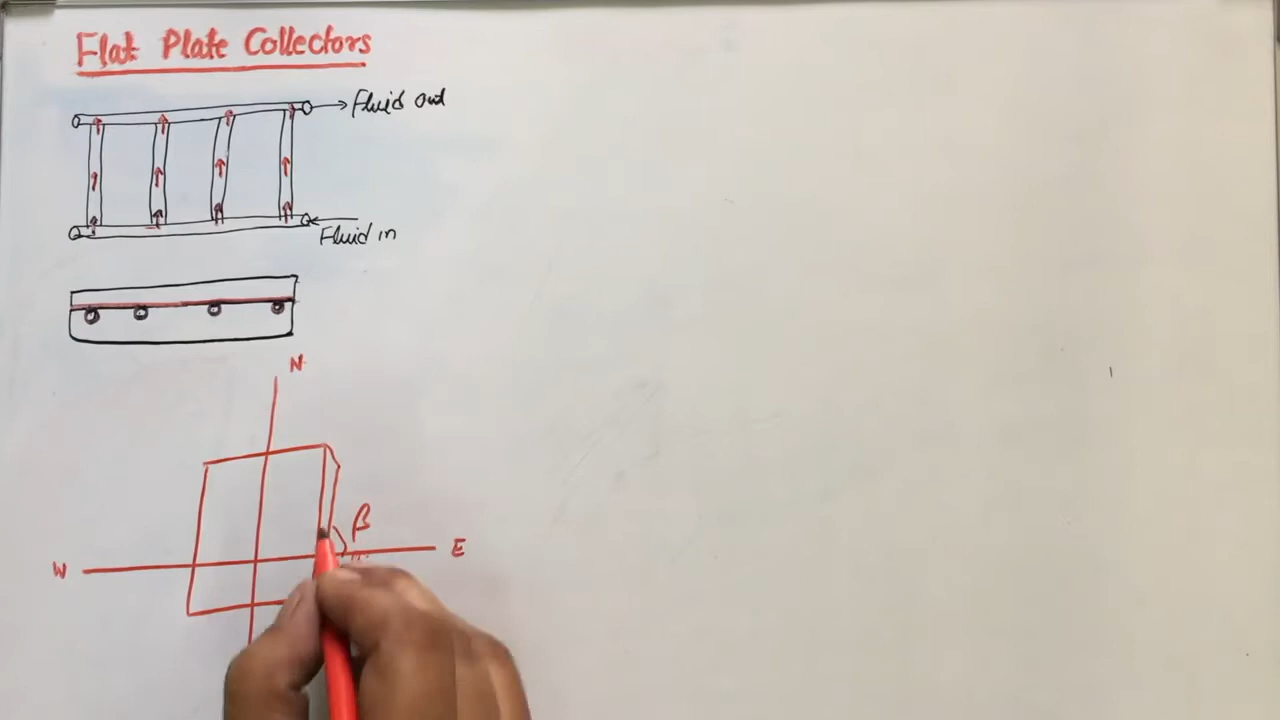 Flat Plate Collectors
Fluid out
Fluid in
N
β
W
E